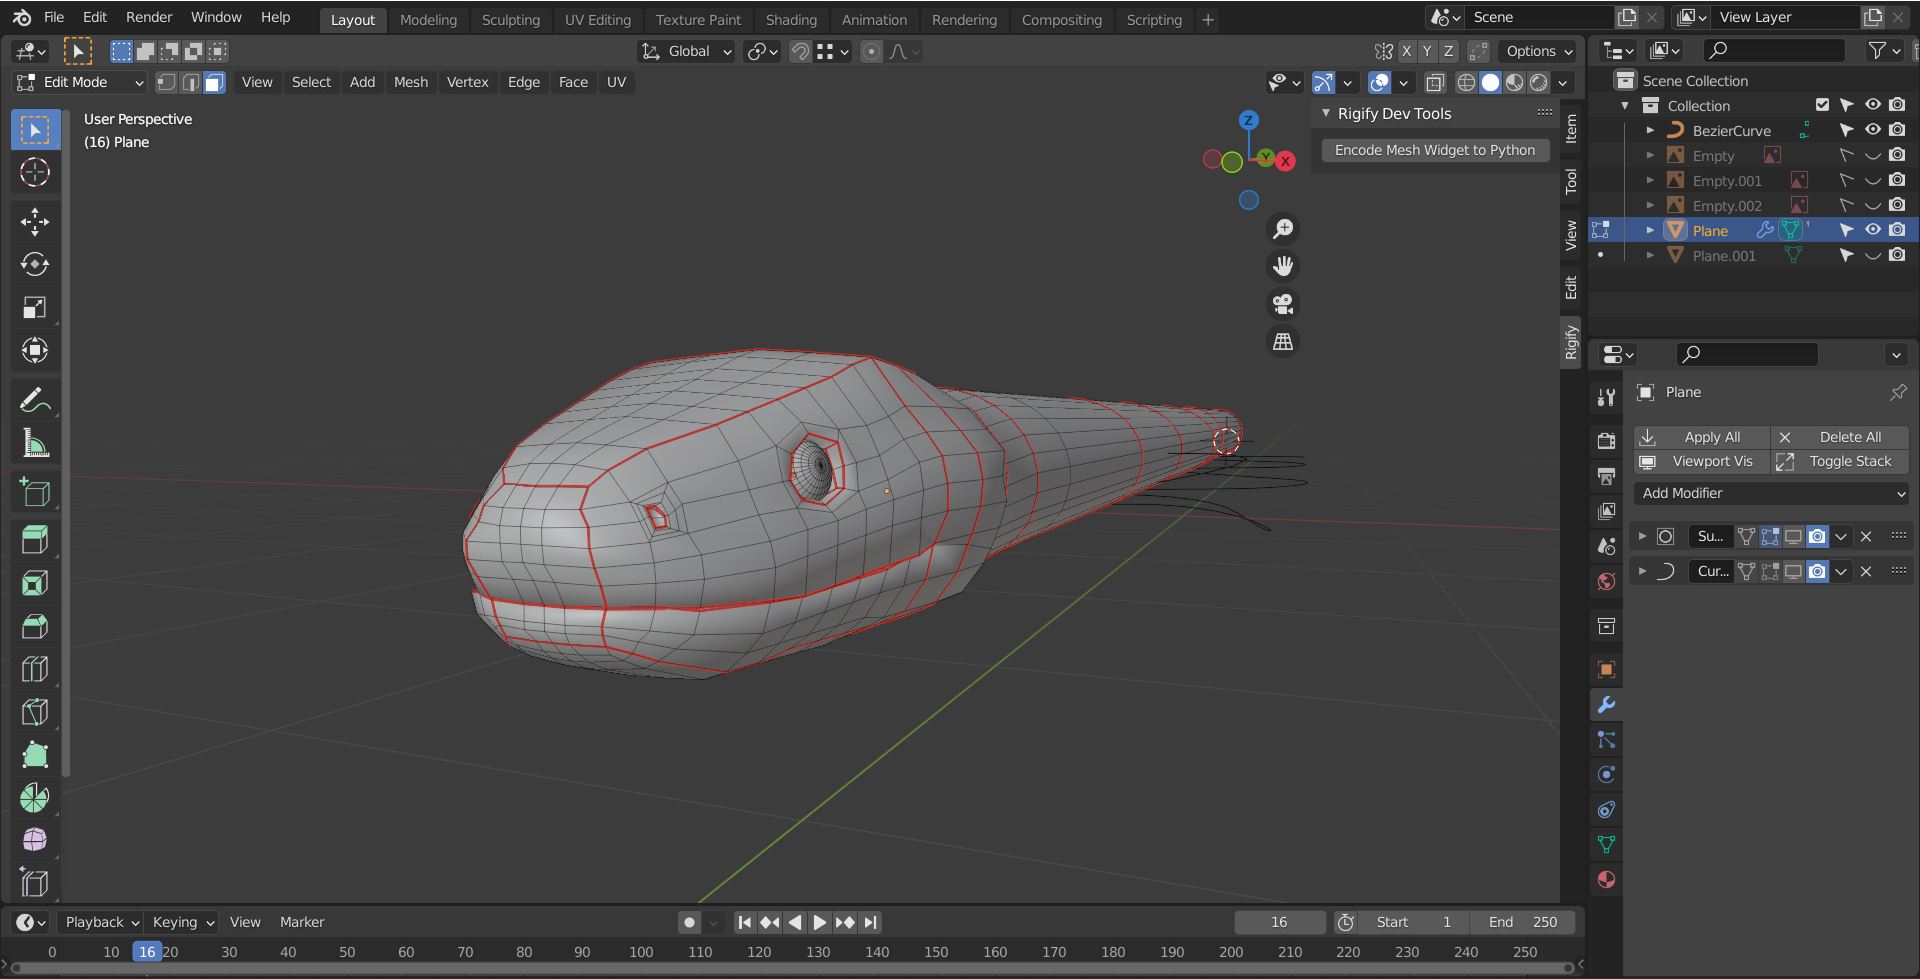 File Edit Render Window Help Layout Modeling Sculpting UV Editing Texture Paint Shading Animation Rendering Compositing Scripting + Scene View Layer
Global X Y Z Options
Edit Mode View Select Add Mesh Vertex Edge Face UV
User Perspective
(16) Plane
Z
Y
X
Rigify Dev Tools
Encode Mesh Widget to Python
Item
Tool
View
Edit
Rigify
Scene Collection
Collection
BezierCurve
Empty
Empty.001
Empty.002
Plane
Plane.001
Plane
Apply All Delete All
Viewport Vis Toggle Stack
Add Modifier
Su...
Cur...
Playback Keying View Marker 16 Start 1 End 250
0 10 16 20 30 40 50 60 70 80 90 100 110 120 130 140 150 160 170 180 190 200 210 220 230 240 250